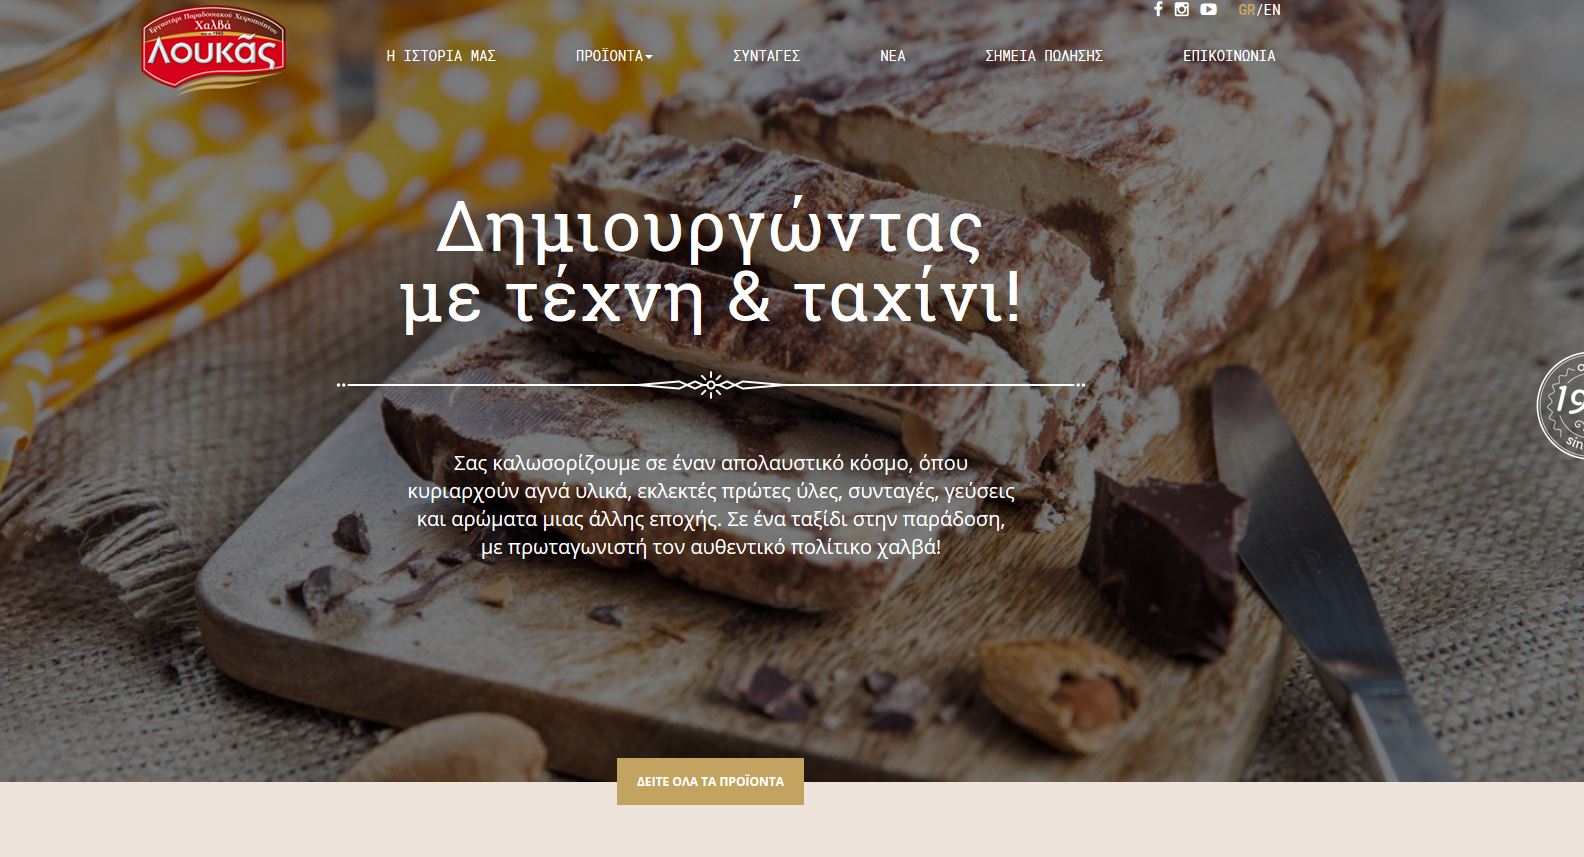 Εργαστήρι Παραδοσιακού Χειροποίητου
Χαλβά
Λουκᾶς
GR/EN
Η ΙΣΤΟΡΙΑ ΜΑΣ
ΠΡΟΪΟΝΤΑ
ΣΥΝΤΑΓΕΣ
ΝΕΑ
ΣΗΜΕΙΑ ΠΩΛΗΣΗΣ
ΕΠΙΚΟΙΝΩΝΙΑ
Δημιουργώντας
με τέχνη & ταχίνι!
Σας καλωσορίζουμε σε έναν απολαυστικό κόσμο, όπου
κυριαρχούν αγνά υλικά, εκλεκτές πρώτες ύλες, συνταγές, γεύσεις
και αρώματα μιας άλλης εποχής. Σε ένα ταξίδι στην παράδοση,
με πρωταγωνιστή τον αυθεντικό πολίτικο χαλβά!
19
sin
ΔΕΙΤΕ ΟΛΑ ΤΑ ΠΡΟΪΟΝΤΑ